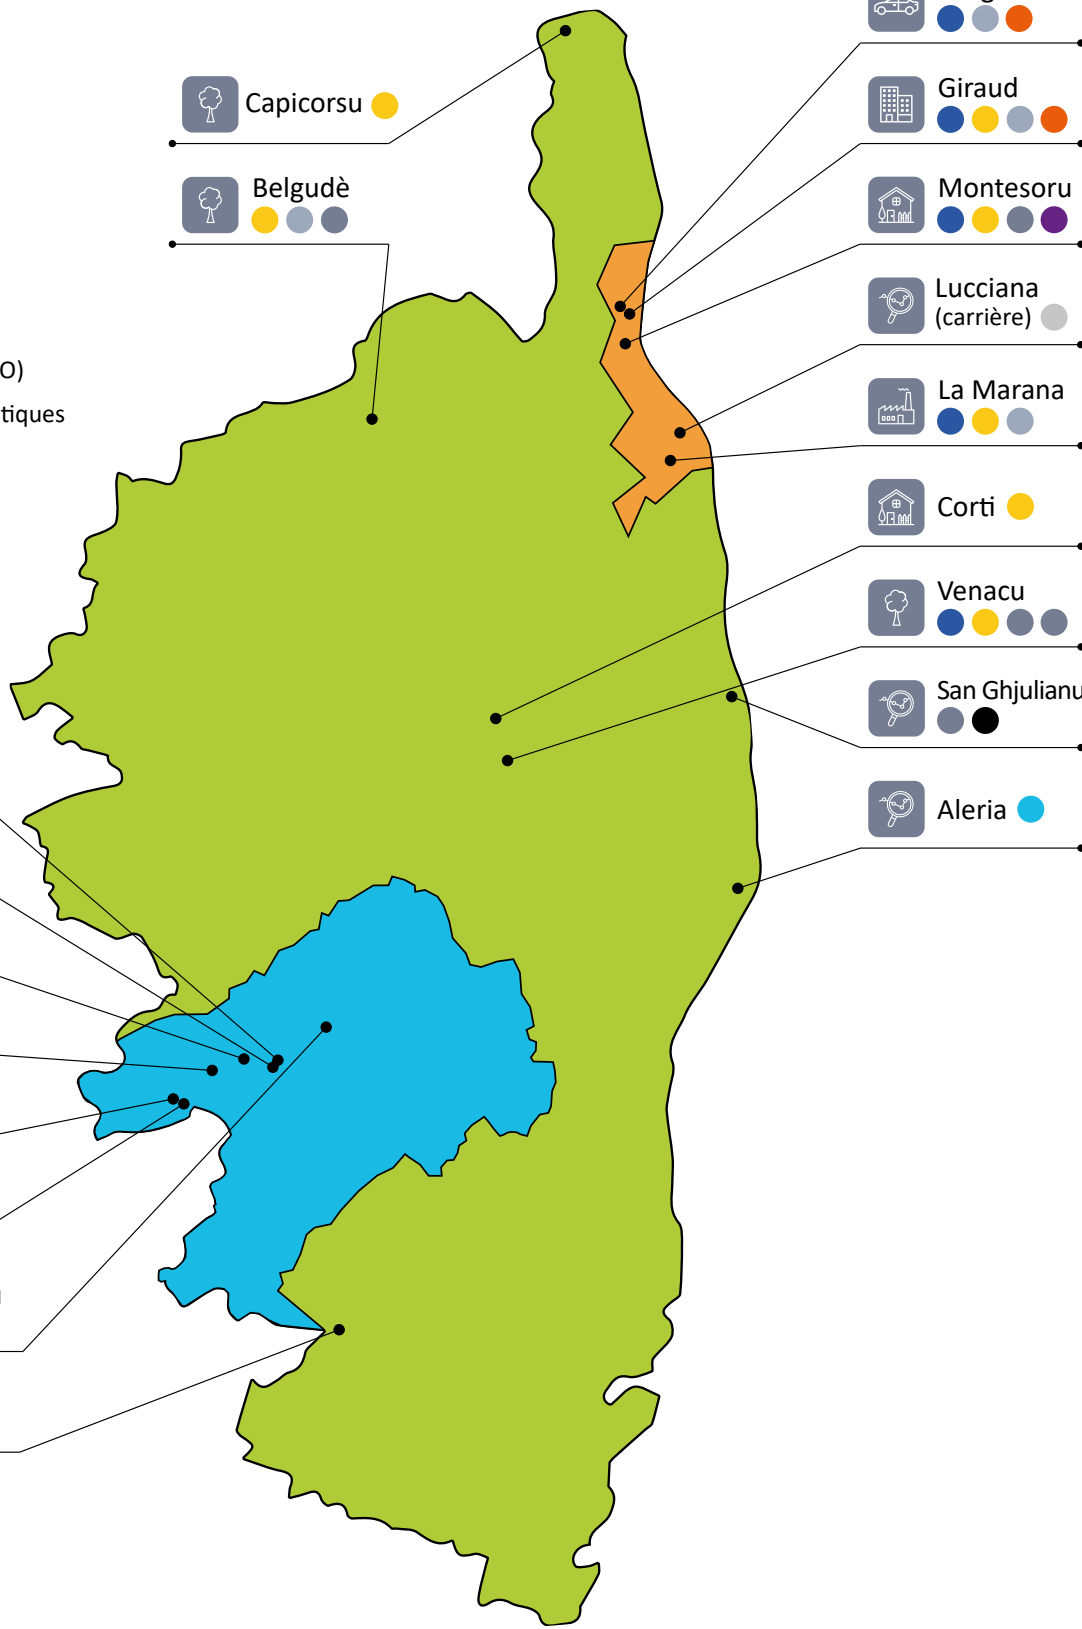 Capicorsu
Belgudè
O)
tiques
Giraud
Montesoru
Lucciana
(carrière)
La Marana
Corti
Venacu
San Ghjulianu
Aleria